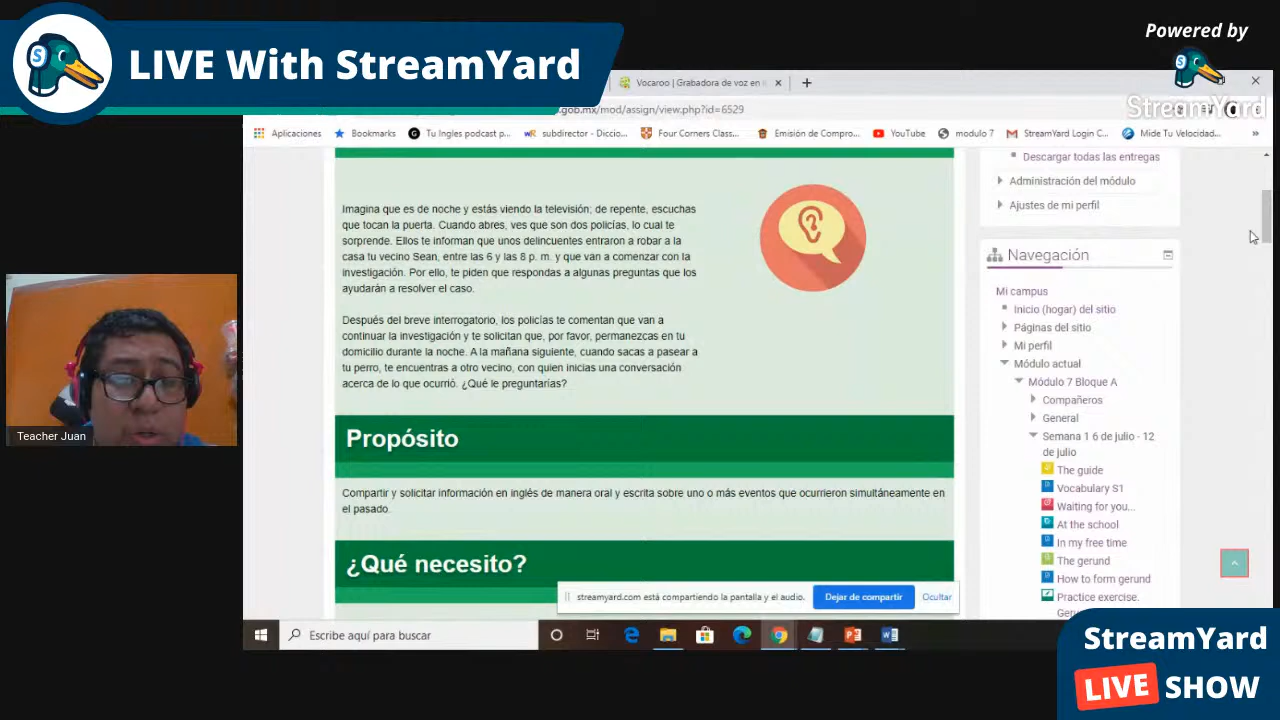 LIVE With StreamYard
Powered by
StreamYard
Vocaroo | Grabadora de voz en
.gob.mx/mod/assign/view.php?id=6529
Aplicaciones
Bookmarks
Tu Ingles podcast p...
subdirector - Diccio...
Four Corners Class...
Emisión de Compro...
YouTube
modulo 7
StreamYard Login C...
Mide Tu Velocidad...
Imagina que es de noche y estás viendo la televisión; de repente, escuchas
que tocan la puerta. Cuando abres, ves que son dos policías, lo cual te
sorprende. Ellos te informan que unos delincuentes entraron a robar a la
casa tu vecino Sean, entre las 6 y las 8 p. m. y que van a comenzar con la
investigación. Por ello, te piden que respondas a algunas preguntas que los
ayudarán a resolver el caso.
Después del breve interrogatorio, los policías te comentan que van a
continuar la investigación y te solicitan que, por favor, permanezcas en tu
domicilio durante la noche. A la mañana siguiente, cuando sacas a pasear a
tu perro, te encuentras a otro vecino, con quien inicias una conversación
acerca de lo que ocurrió. ¿Qué le preguntarías?
Propósito
Compartir y solicitar información en inglés de manera oral y escrita sobre uno o más eventos que ocurrieron simultáneamente en
el pasado.
¿Qué necesito?
Descargar todas las entregas
Administración del módulo
Ajustes de mi perfil
Navegación
Mi campus
Inicio (hogar) del sitio
Páginas del sitio
Mi perfil
Módulo actual
Módulo 7 Bloque A
Compañeros
General
Semana 1 6 de julio - 12
de julio
The guide
Vocabulary S1
Waiting for you...
At the school
In my free time
The gerund
How to form gerund
Practice exercise.
Teacher Juan
streamyard.com está compartiendo la pantalla y el audio.
Dejar de compartir
Ocultar
Escribe aquí para buscar
StreamYard
LIVE SHOW